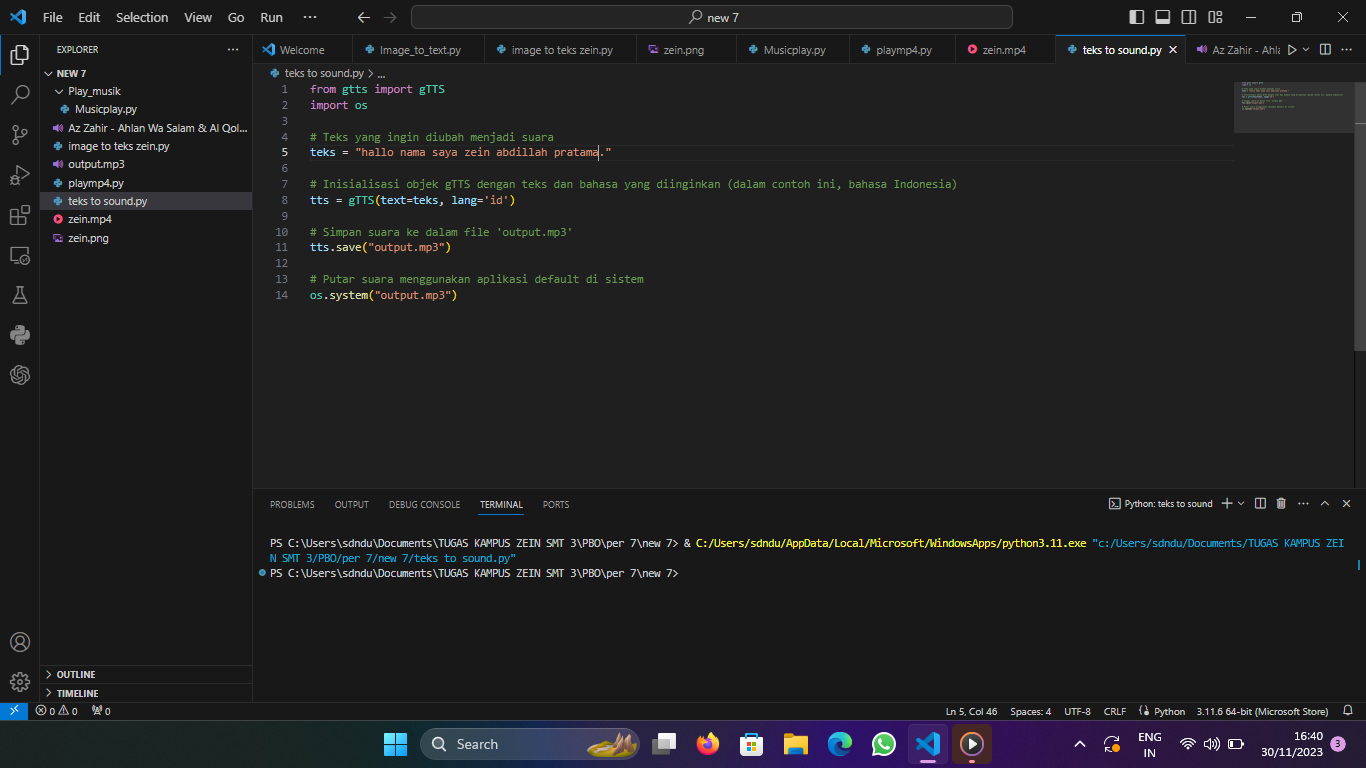 File Edit Selection View Go Run ··· new 7
EXPLORER ···
Welcome Image_to_text.py image to teks zein.py zein.png Musicplay.py playmp4.py zein.mp4 teks to sound.py Az Zahir - Ahla
NEW 7
Play_musik
Musicplay.py
Az Zahir - Ahlan Wa Salam & Al Qol...
image to teks zein.py
output.mp3
playmp4.py
teks to sound.py
zein.mp4
zein.png
OUTLINE
TIMELINE
teks to sound.py > ...
1 from gtts import gTTS
2 import os
3
4 # Teks yang ingin diubah menjadi suara
5 teks = "hallo nama saya zein abdillah pratama."
6
7 # Inisialisasi objek gTTS dengan teks dan bahasa yang diinginkan (dalam contoh ini, bahasa Indonesia)
8 tts = gTTS(text=teks, lang='id')
9
10 # Simpan suara ke dalam file 'output.mp3'
11 tts.save("output.mp3")
12
13 # Putar suara menggunakan aplikasi default di sistem
14 os.system("output.mp3")
PROBLEMS OUTPUT DEBUG CONSOLE TERMINAL PORTS Python: teks to sound
PS C:\Users\sdndu\Documents\TUGAS KAMPUS ZEIN SMT 3\PBO\per 7\new 7> & C:/Users/sdndu/AppData/Local/Microsoft/WindowsApps/python3.11.exe "c:/Users/sdndu/Documents/TUGAS KAMPUS ZEI
N SMT 3/PBO/per 7/new 7/teks to sound.py"
PS C:\Users\sdndu\Documents\TUGAS KAMPUS ZEIN SMT 3\PBO\per 7\new 7>
0 0 0 Ln 5, Col 46 Spaces: 4 UTF-8 CRLF Python 3.11.6 64-bit (Microsoft Store)
Search
ENG
IN
16:40
30/11/2023
3